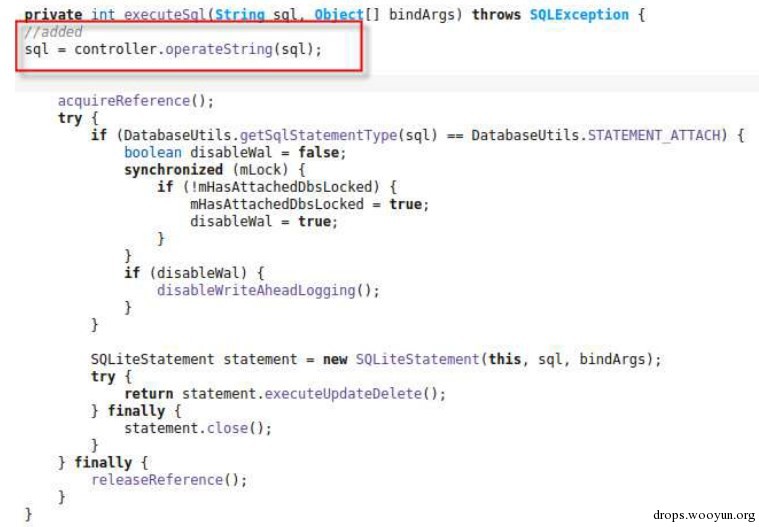 private int executeSql(String sql, Object[] bindArgs) throws SQLException {
//added
sql = controller.operateString(sql);
acquireReference();
try {
if (DatabaseUtils.getSqlStatementType(sql) == DatabaseUtils.STATEMENT_ATTACH) {
boolean disableWal = false;
synchronized (mLock) {
if (!mHasAttachedDbsLocked) {
mHasAttachedDbsLocked = true;
disableWal = true;
}
}
if (disableWal) {
disableWriteAheadLogging();
}
}
SQLiteStatement statement = new SQLiteStatement(this, sql, bindArgs);
try {
return statement.executeUpdateDelete();
} finally {
statement.close();
}
} finally {
releaseReference();
}
}
drops.wooyun.org